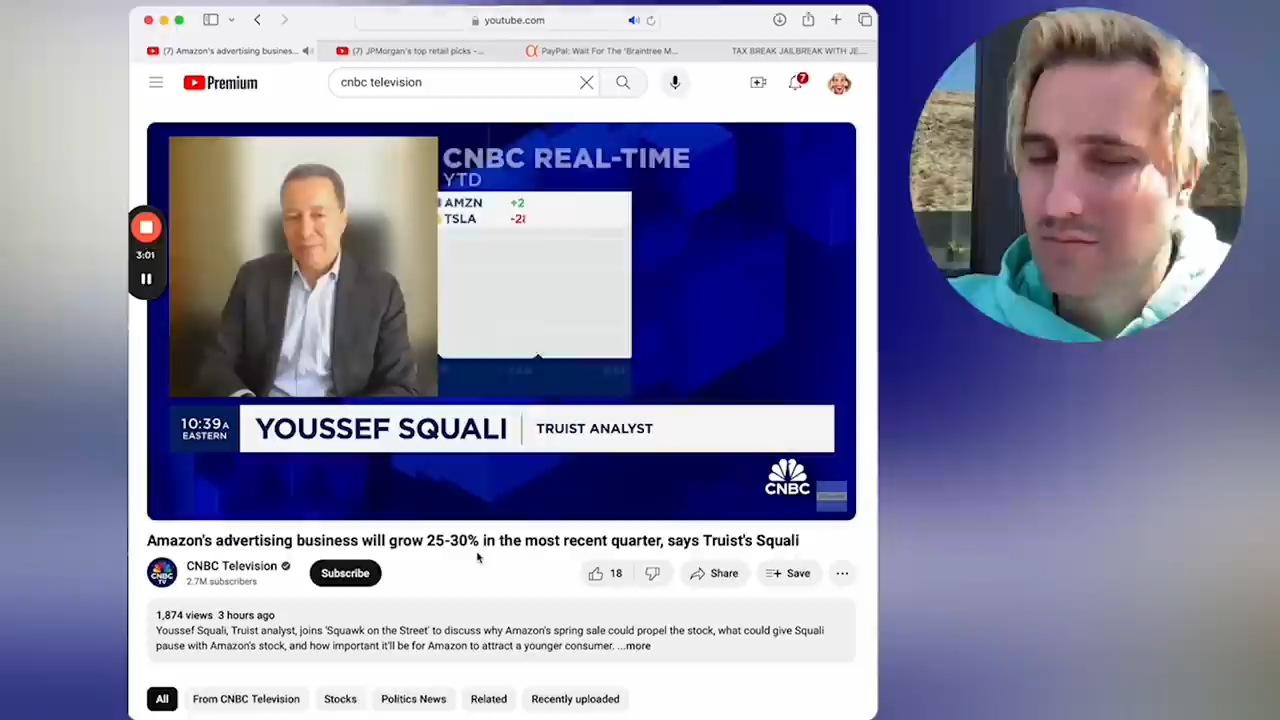 youtube.com
(7) Amazon's advertising busines...
(7) JPMorgan's top retail picks -...
PayPal: Wait For The 'Braintree M...
TAX BREAK JAILBREAK WITH JE...
Premium
cnbc television
7
CNBC REAL-TIME
YTD
AMZN +2
TSLA -28
3:01
10:39A
EASTERN
YOUSSEF SQUALI
TRUIST ANALYST
CNBC
Amazon's advertising business will grow 25-30% in the most recent quarter, says Truist's Squali
CNBC Television
2.7M subscribers
Subscribe
18
Share
Save
1,874 views 3 hours ago
Youssef Squali, Truist analyst, joins 'Squawk on the Street' to discuss why Amazon's spring sale could propel the stock, what could give Squali
pause with Amazon's stock, and how important it'll be for Amazon to attract a younger consumer. ...more
All
From CNBC Television
Stocks
Politics News
Related
Recently uploaded